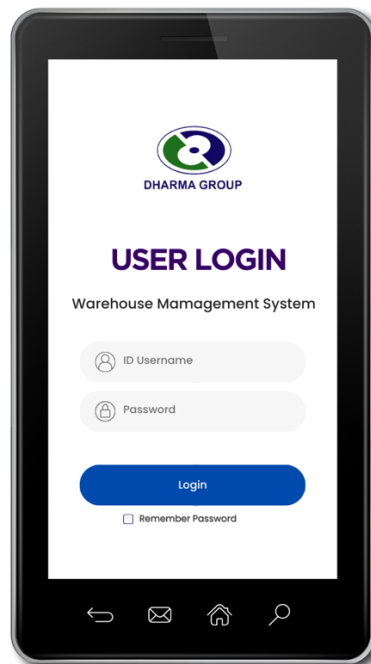 DHARMA GROUP
USER LOGIN
Warehouse Mamagement System
ID Username
Password
Login
Remember Password